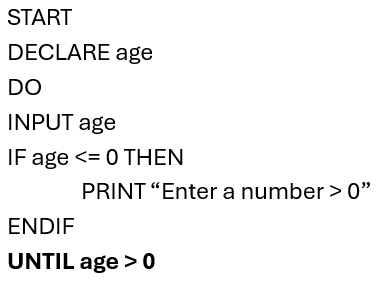 START
DECLARE age
DO
INPUT age
IF age <= 0 THEN
PRINT “Enter a number > 0”
ENDIF
UNTIL age > 0